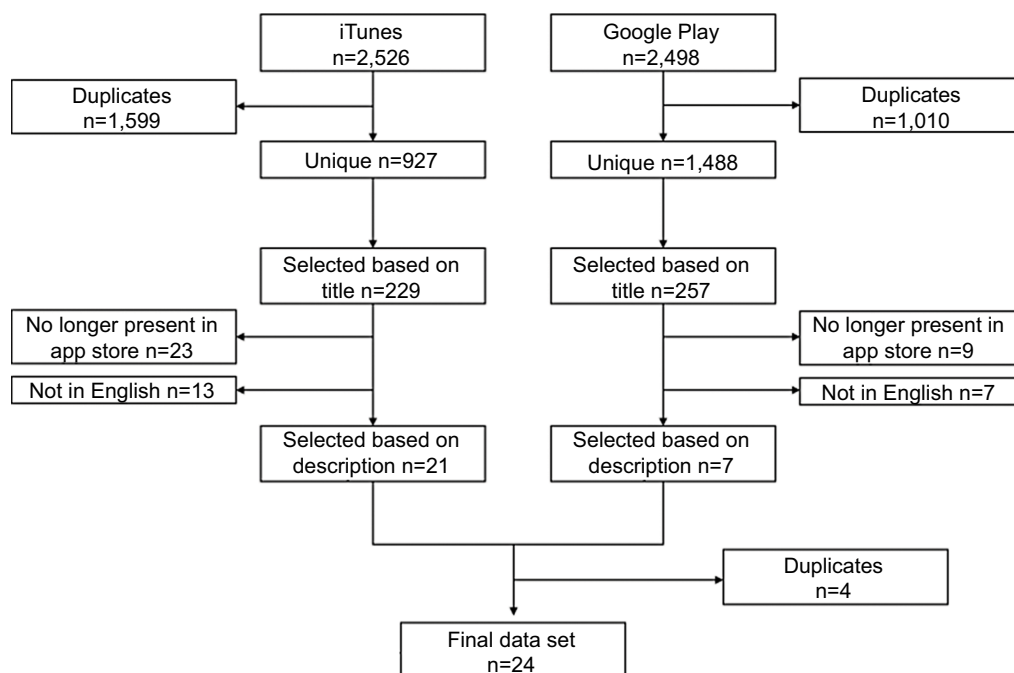 iTunes
n=2,526
Google Play
n=2,498
Duplicates
n=1,599
Duplicates
n=1,010
Unique n=927
Unique n=1,488
Selected based on
title n=229
Selected based on
title n=257
No longer present in
app store n=23
No longer present in
app store n=9
Not in English n=13
Not in English n=7
Selected based on
description n=21
Selected based on
description n=7
Duplicates
n=4
Final data set
n=24